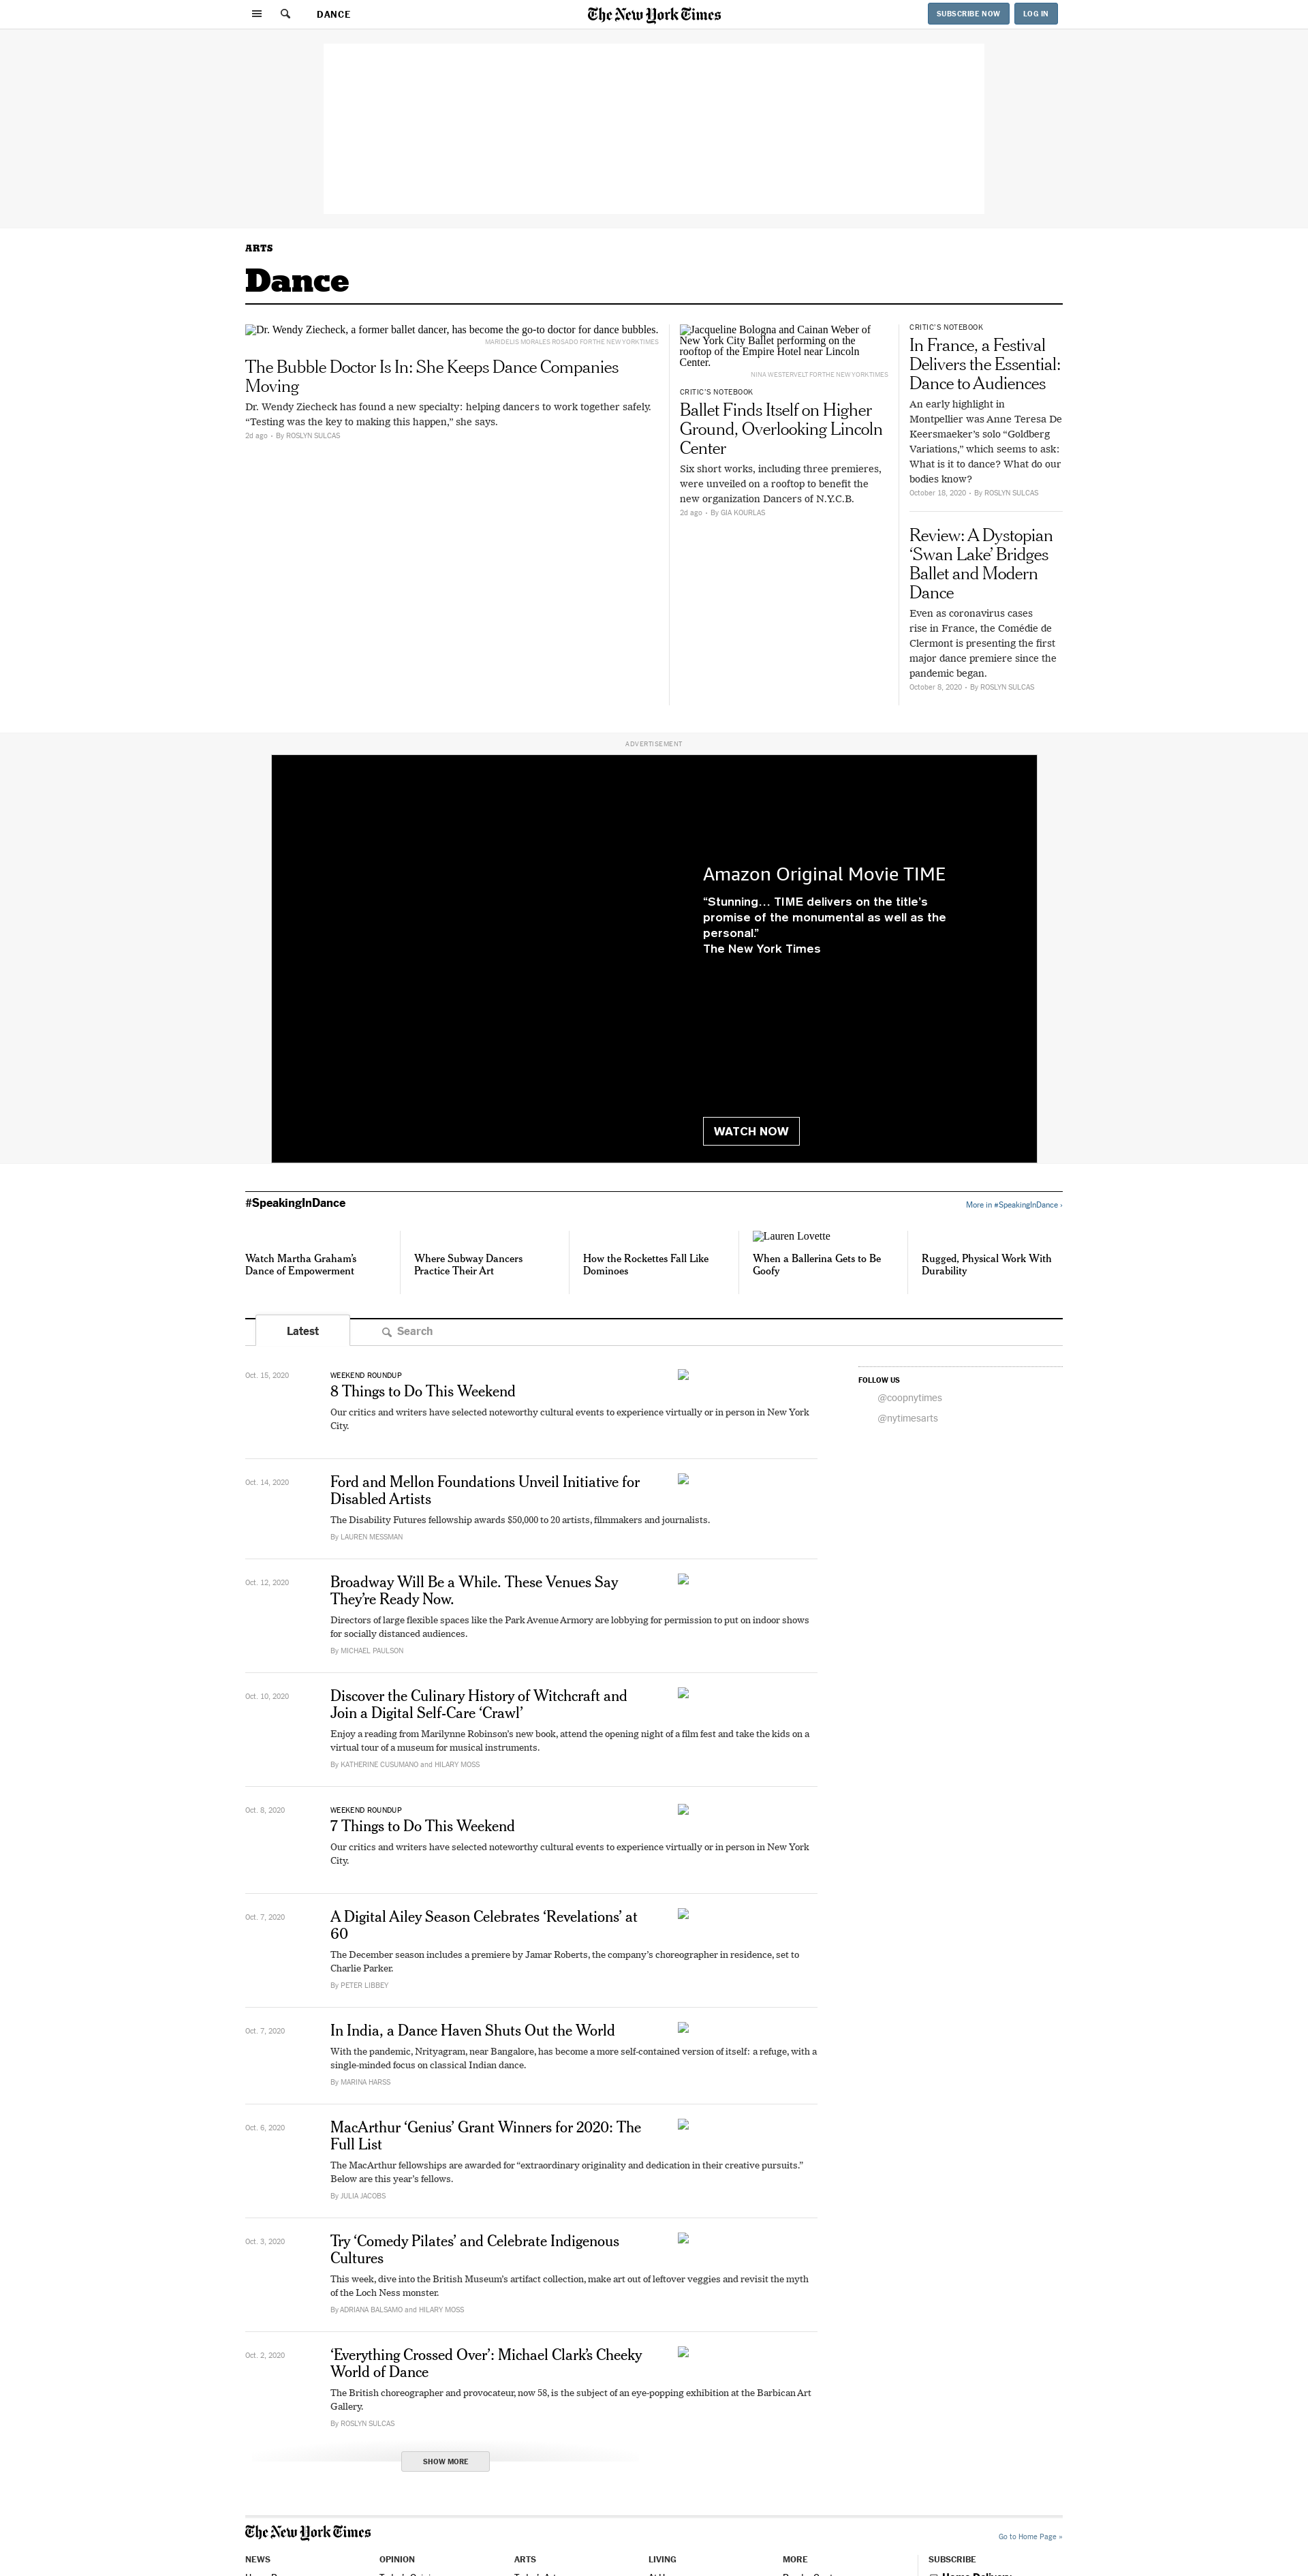 DANCE
The New York Times
SUBSCRIBE NOW
LOG IN
ARTS
Dance
Dr. Wendy Ziecheck, a former ballet dancer, has become the go-to doctor for dance bubbles.
MARIDELIS MORALES ROSADO FOR THE NEW YORK TIMES
The Bubble Doctor Is In: She Keeps Dance Companies
Moving
Dr. Wendy Ziecheck has found a new specialty: helping dancers to work together safely.
“Testing was the key to making this happen,” she says.
2d ago - By ROSLYN SULCAS
Jacqueline Bologna and Cainan Weber of
New York City Ballet performing on the
rooftop of the Empire Hotel near Lincoln
Center.
NINA WESTERVELT FOR THE NEW YORK TIMES
CRITIC’S NOTEBOOK
Ballet Finds Itself on Higher
Ground, Overlooking Lincoln
Center
Six short works, including three premieres,
were unveiled on a rooftop to benefit the
new organization Dancers of N.Y.C.B.
2d ago - By GIA KOURLAS
CRITIC’S NOTEBOOK
In France, a Festival
Delivers the Essential:
Dance to Audiences
An early highlight in
Montpellier was Anne Teresa De
Keersmaeker’s solo “Goldberg
Variations,” which seems to ask:
What is it to dance? What do our
bodies know?
October 18, 2020 - By ROSLYN SULCAS
Review: A Dystopian
‘Swan Lake’ Bridges
Ballet and Modern
Dance
Even as coronavirus cases
rise in France, the Comédie de
Clermont is presenting the first
major dance premiere since the
pandemic began.
October 8, 2020 - By ROSLYN SULCAS
ADVERTISEMENT
Amazon Original Movie TIME
“Stunning… TIME delivers on the title’s
promise of the monumental as well as the
personal.”
The New York Times
WATCH NOW
#SpeakingInDance
More in #SpeakingInDance ›
Watch Martha Graham’s
Dance of Empowerment
Where Subway Dancers
Practice Their Art
How the Rockettes Fall Like
Dominoes
Lauren Lovette
When a Ballerina Gets to Be
Goofy
Rugged, Physical Work With
Durability
Latest
Search
Oct. 15, 2020
WEEKEND ROUNDUP
8 Things to Do This Weekend
Our critics and writers have selected noteworthy cultural events to experience virtually or in person in New York
City.
FOLLOW US
@coopnytimes
@nytimesarts
Oct. 14, 2020
Ford and Mellon Foundations Unveil Initiative for
Disabled Artists
The Disability Futures fellowship awards $50,000 to 20 artists, filmmakers and journalists.
By LAUREN MESSMAN
Oct. 12, 2020
Broadway Will Be a While. These Venues Say
They’re Ready Now.
Directors of large flexible spaces like the Park Avenue Armory are lobbying for permission to put on indoor shows
for socially distanced audiences.
By MICHAEL PAULSON
Oct. 10, 2020
Discover the Culinary History of Witchcraft and
Join a Digital Self-Care ‘Crawl’
Enjoy a reading from Marilynne Robinson’s new book, attend the opening night of a film fest and take the kids on a
virtual tour of a museum for musical instruments.
By KATHERINE CUSUMANO and HILARY MOSS
Oct. 8, 2020
WEEKEND ROUNDUP
7 Things to Do This Weekend
Our critics and writers have selected noteworthy cultural events to experience virtually or in person in New York
City.
Oct. 7, 2020
A Digital Ailey Season Celebrates ‘Revelations’ at
60
The December season includes a premiere by Jamar Roberts, the company’s choreographer in residence, set to
Charlie Parker.
By PETER LIBBEY
Oct. 7, 2020
In India, a Dance Haven Shuts Out the World
With the pandemic, Nrityagram, near Bangalore, has become a more self-contained version of itself: a refuge, with a
single-minded focus on classical Indian dance.
By MARINA HARSS
Oct. 6, 2020
MacArthur ‘Genius’ Grant Winners for 2020: The
Full List
The MacArthur fellowships are awarded for “extraordinary originality and dedication in their creative pursuits.”
Below are this year’s fellows.
By JULIA JACOBS
Oct. 3, 2020
Try ‘Comedy Pilates’ and Celebrate Indigenous
Cultures
This week, dive into the British Museum’s artifact collection, make art out of leftover veggies and revisit the myth
of the Loch Ness monster.
By ADRIANA BALSAMO and HILARY MOSS
Oct. 2, 2020
‘Everything Crossed Over’: Michael Clark’s Cheeky
World of Dance
The British choreographer and provocateur, now 58, is the subject of an eye-popping exhibition at the Barbican Art
Gallery.
By ROSLYN SULCAS
SHOW MORE
The New York Times
Go to Home Page »
NEWS
OPINION
ARTS
LIVING
MORE
SUBSCRIBE